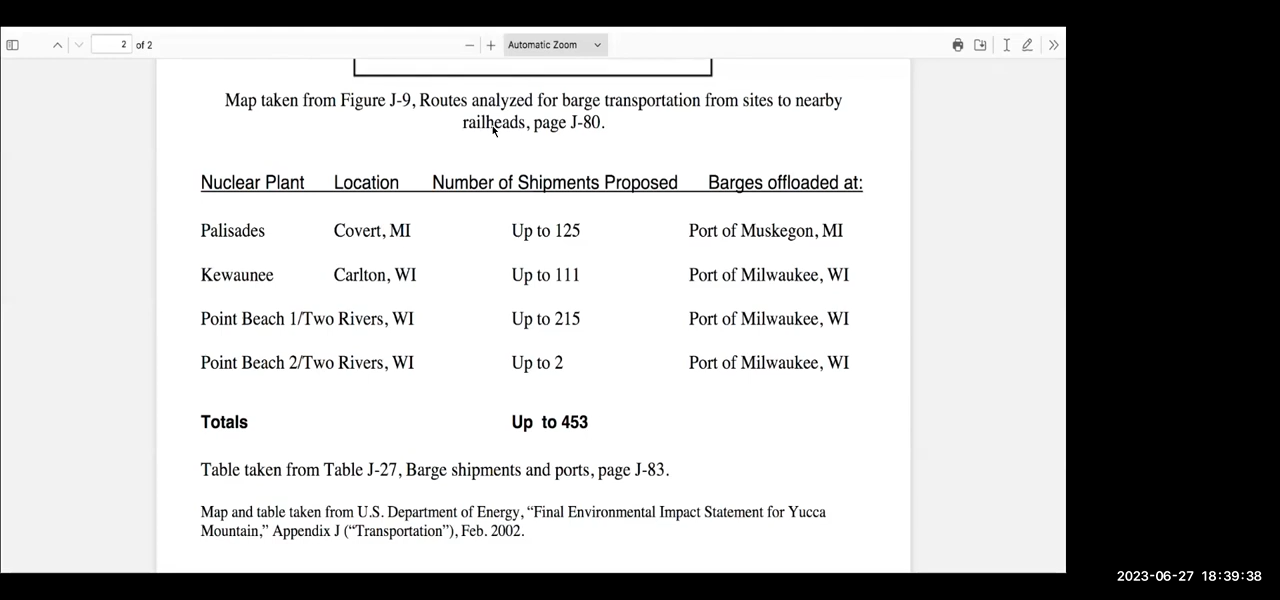 2 of 2
Automatic Zoom
Map taken from Figure J-9, Routes analyzed for barge transportation from sites to nearby
railheads, page J-80.
Nuclear Plant Location Number of Shipments Proposed Barges offloaded at:
Palisades Covert, MI Up to 125 Port of Muskegon, MI
Kewaunee Carlton, WI Up to 111 Port of Milwaukee, WI
Point Beach 1/Two Rivers, WI Up to 215 Port of Milwaukee, WI
Point Beach 2/Two Rivers, WI Up to 2 Port of Milwaukee, WI
Totals Up to 453
Table taken from Table J-27, Barge shipments and ports, page J-83.
Map and table taken from U.S. Department of Energy, “Final Environmental Impact Statement for Yucca
Mountain,” Appendix J (“Transportation”), Feb. 2002.
2023-06-27 18:39:38